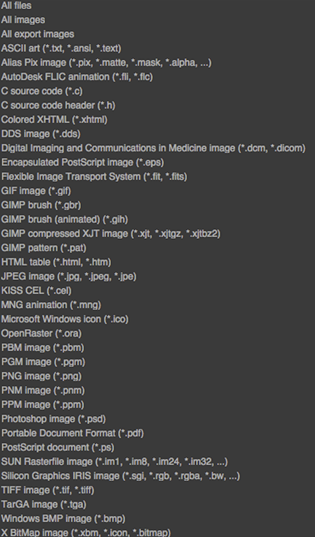 All files
All images
All export images
ASCII art (*.txt, *.ansi, *.text)
Alias Pix image (*.pix, *.matte, *.mask, *.alpha, ...)
AutoDesk FLIC animation (*.fli, *.flc)
C source code (*.c)
C source code header (*.h)
Colored XHTML (*.xhtml)
DDS image (*.dds)
Digital Imaging and Communications in Medicine image (*.dcm, *.dicom)
Encapsulated PostScript image (*.eps)
Flexible Image Transport System (*.fit, *.fits)
GIF image (*.gif)
GIMP brush (*.gbr)
GIMP brush (animated) (*.gih)
GIMP compressed XJT image (*.xjt, *.xjtgz, *.xjtbz2)
GIMP pattern (*.pat)
HTML table (*.html, *.htm)
JPEG image (*.jpg, *.jpeg, *.jpe)
KISS CEL (*.cel)
MNG animation (*.mng)
Microsoft Windows icon (*.ico)
OpenRaster (*.ora)
PBM image (*.pbm)
PGM image (*.pgm)
PNG image (*.png)
PNM image (*.pnm)
PPM image (*.ppm)
Photoshop image (*.psd)
Portable Document Format (*.pdf)
PostScript document (*.ps)
SUN Rasterfile image (*.im1, *.im8, *.im24, *.im32, ...)
Silicon Graphics IRIS image (*.sgi, *.rgb, *.rgba, *.bw, ...)
TIFF image (*.tif, *.tiff)
TarGA image (*.tga)
Windows BMP image (*.bmp)
X BitMap image (*.xbm, *.icon, *.bitmap)